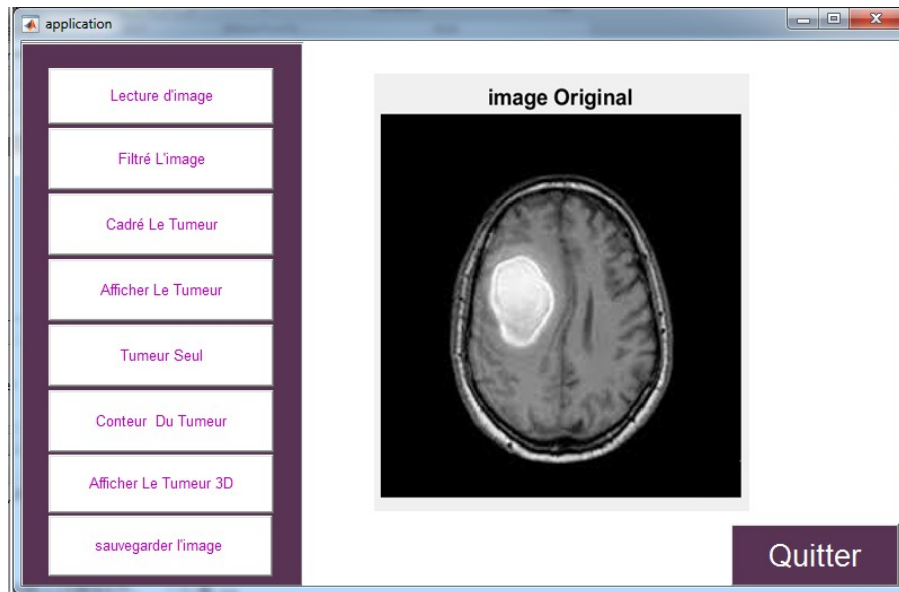 application
Lecture d'image
Filtré L'image
Cadré Le Tumeur
Afficher Le Tumeur
Tumeur Seul
Conteur Du Tumeur
Afficher Le Tumeur 3D
sauvegarder l'image
image Original
Quitter